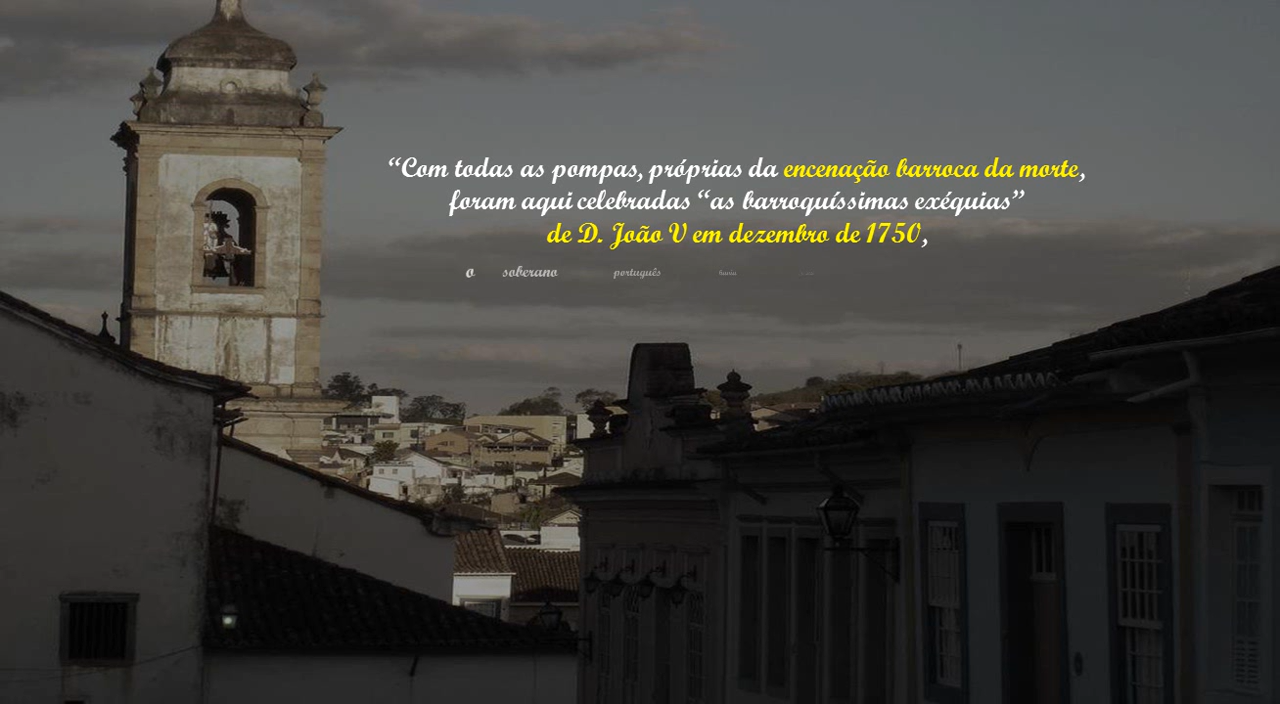 “Com todas as pompas, próprias da encenação barroca da morte,
foram aqui celebradas “as barroquíssimas exéquias”
de D. João V em dezembro de 1750,
o soberano português havia